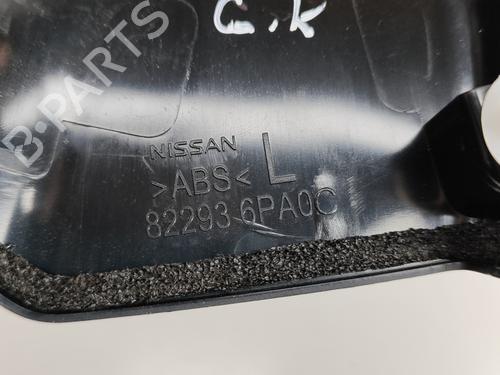 G.K
B-PARTS
NISSAN
>ABS< L
82293 6PA0C